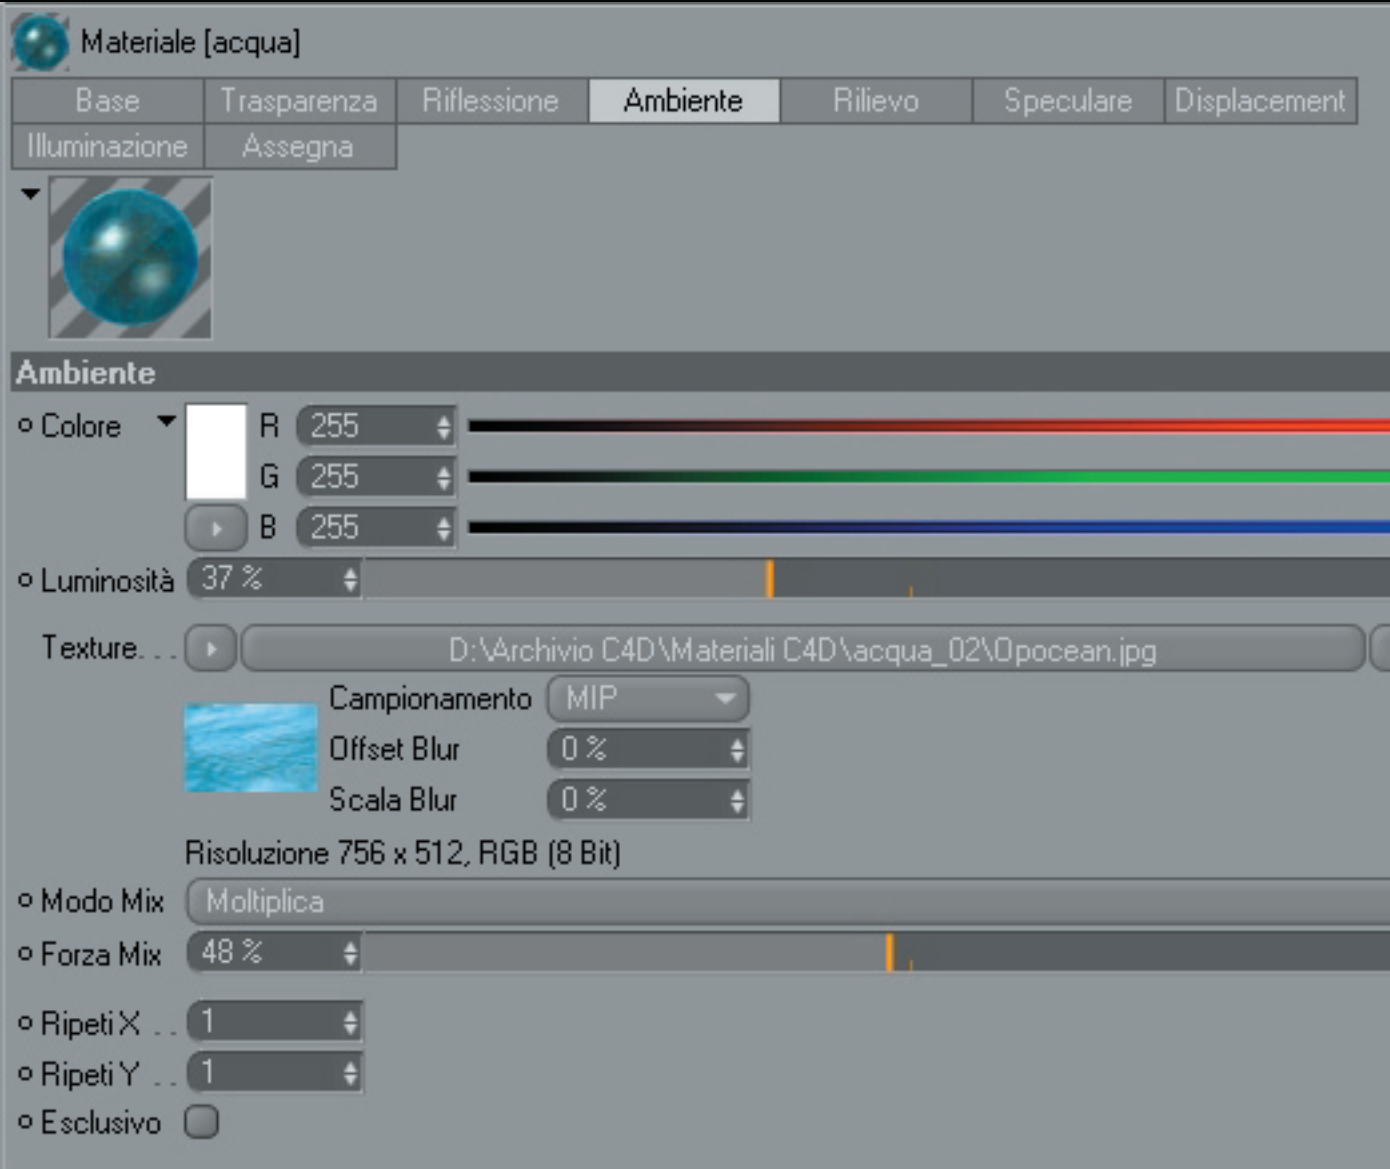 Materiale [acqua]
Base Trasparenza Riflessione Ambiente Rilievo Speculare Displacement
Illuminazione Assegna
Ambiente
Colore R 255
G 255
B 255
Luminosità 37 %
Texture. . . D:\Archivio C4D\Materiali C4D\acqua_02\Opocean.jpg
Campionamento MIP
Offset Blur 0 %
Scala Blur 0 %
Risoluzione 756 x 512, RGB (8 Bit)
Modo Mix Moltiplica
Forza Mix 48 %
Ripeti X . . 1
Ripeti Y . . 1
Esclusivo